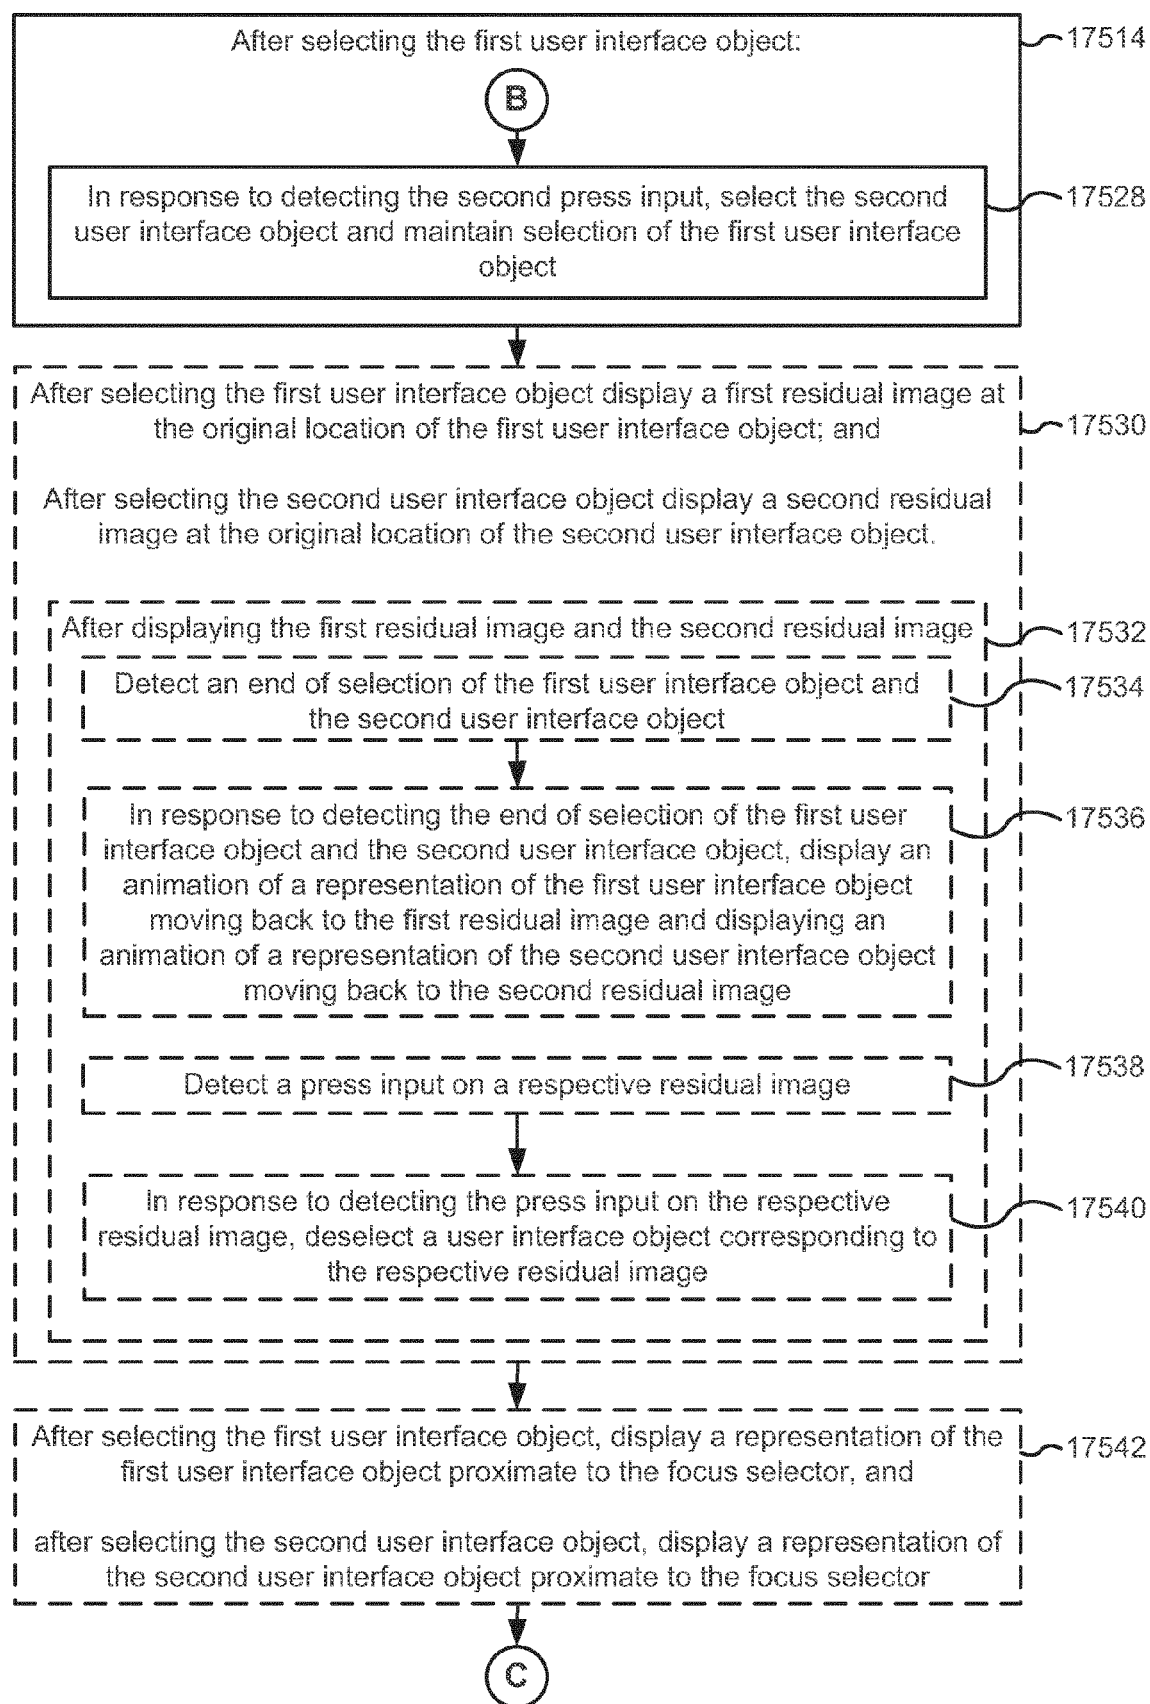 After selecting the first user interface object:
17514
B
In response to detecting the second press input, select the second
user interface object and maintain selection of the first user interface
object
17528
After selecting the first user interface object display a first residual image at
the original location of the first user interface object; and
17530
After selecting the second user interface object display a second residual
image at the original location of the second user interface object.
After displaying the first residual image and the second residual image
17532
Detect an end of selection of the first user interface object and
the second user interface object
17534
In response to detecting the end of selection of the first user
interface object and the second user interface object, display an
animation of a representation of the first user interface object
moving back to the first residual image and displaying an
animation of a representation of the second user interface object
moving back to the second residual image
17536
Detect a press input on a respective residual image
17538
In response to detecting the press input on the respective
residual image, deselect a user interface object corresponding to
the respective residual image
17540
After selecting the first user interface object, display a representation of the
first user interface object proximate to the focus selector, and
17542
after selecting the second user interface object, display a representation of
the second user interface object proximate to the focus selector
C